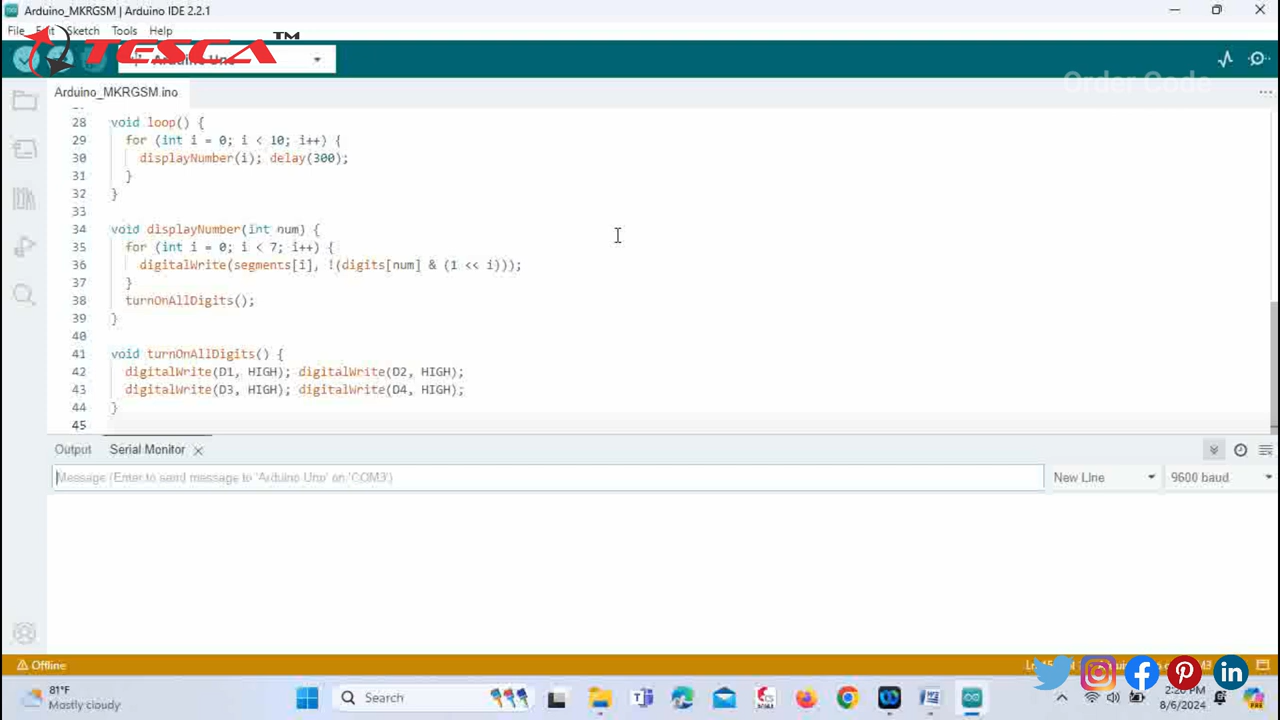 Arduino_MKRGSM | Arduino IDE 2.2.1
File Edit Sketch Tools Help
TESCA ™
Arduino Uno
Order Code
Arduino_MKRGSM.ino
28 void loop() {
29 for (int i = 0; i < 10; i++) {
30 displayNumber(i); delay(300);
31 }
32 }
33
34 void displayNumber(int num) {
35 for (int i = 0; i < 7; i++) {
36 digitalWrite(segments[i], !(digits[num] & (1 << i)));
37 }
38 turnOnAllDigits();
39 }
40
41 void turnOnAllDigits() {
42 digitalWrite(D1, HIGH); digitalWrite(D2, HIGH);
43 digitalWrite(D3, HIGH); digitalWrite(D4, HIGH);
44 }
45
Output Serial Monitor
Message (Enter to send message to 'Arduino Uno' on 'COM3')
New Line 9600 baud
Offline
81°F
Mostly cloudy
Search
2:20 PM
8/6/2024